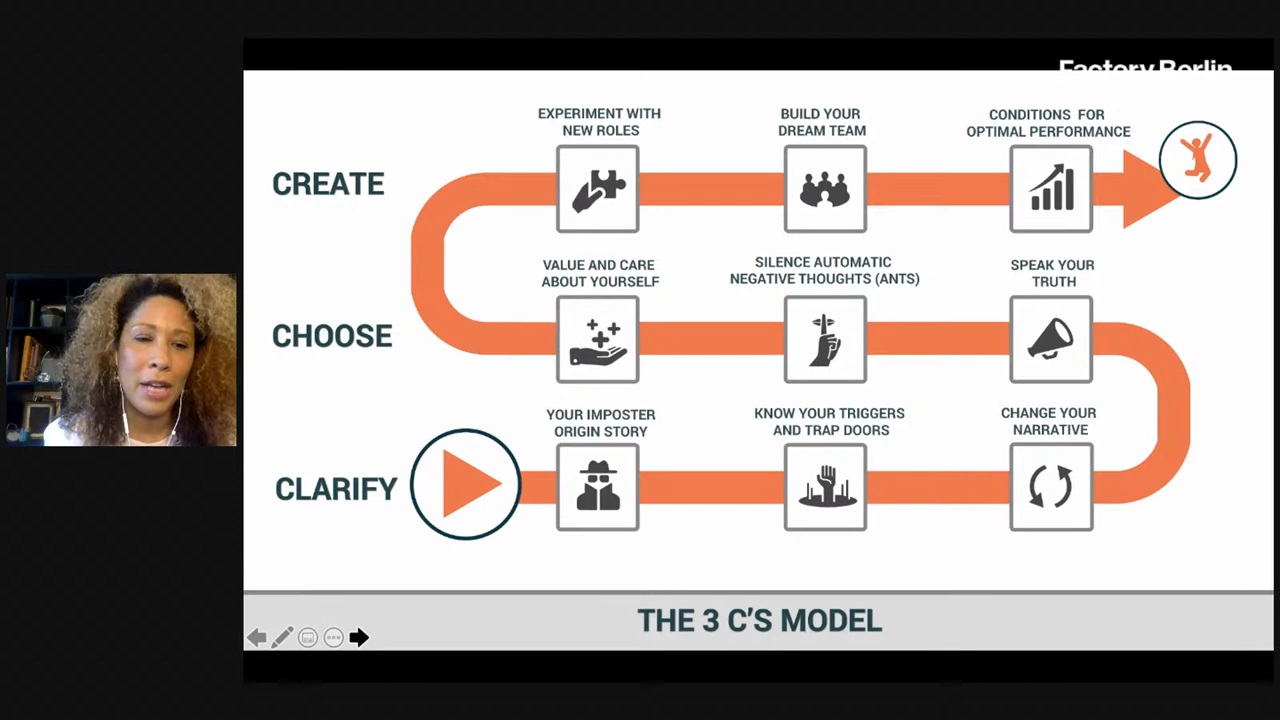 Factory Berlin
EXPERIMENT WITH
NEW ROLES
BUILD YOUR
DREAM TEAM
CONDITIONS FOR
OPTIMAL PERFORMANCE
CREATE
VALUE AND CARE
ABOUT YOURSELF
SILENCE AUTOMATIC
NEGATIVE THOUGHTS (ANTS)
SPEAK YOUR
TRUTH
CHOOSE
YOUR IMPOSTER
ORIGIN STORY
KNOW YOUR TRIGGERS
AND TRAP DOORS
CHANGE YOUR
NARRATIVE
CLARIFY
THE 3 C'S MODEL